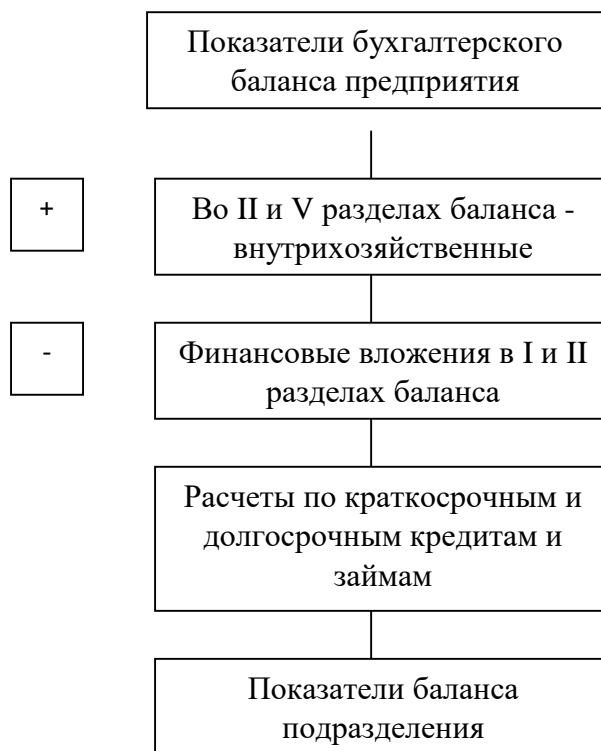 Показатели бухгалтерского
баланса предприятия
+
Во II и V разделах баланса -
внутрихозяйственные
-
Финансовые вложения в I и II
разделах баланса
Расчеты по краткосрочным и
долгосрочным кредитам и
займам
Показатели баланса
подразделения